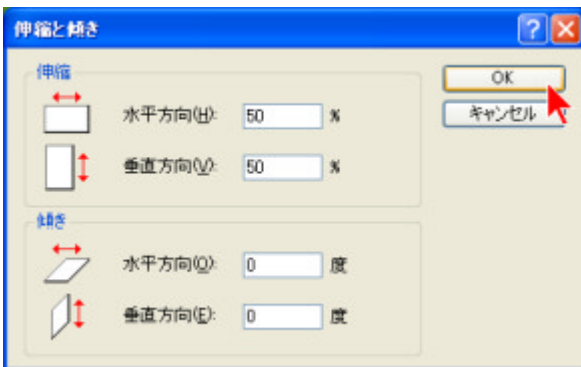 伸縮と傾き
伸縮
水平方向(H): 50 %
垂直方向(V): 50 %
傾き
水平方向(O): 0 度
垂直方向(E): 0 度
OK
キャンセル